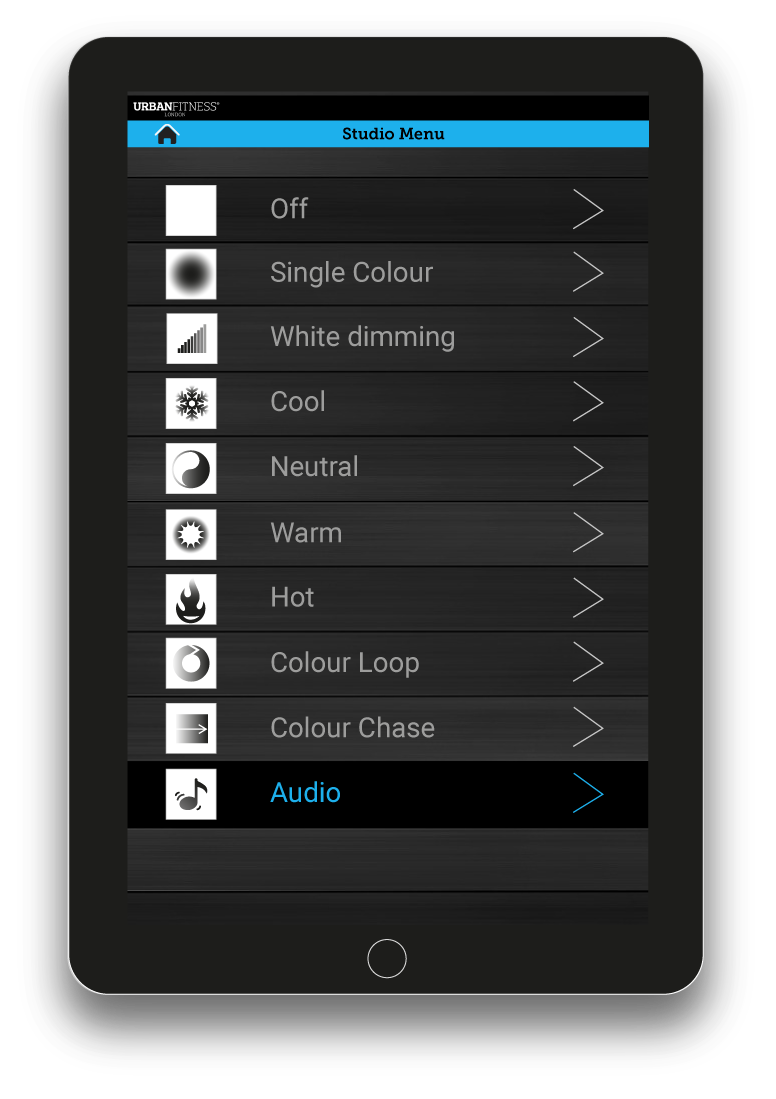 URBANFITNESS®
LONDON
Studio Menu
Off
Single Colour
White dimming
Cool
Neutral
Warm
Hot
Colour Loop
Colour Chase
Audio